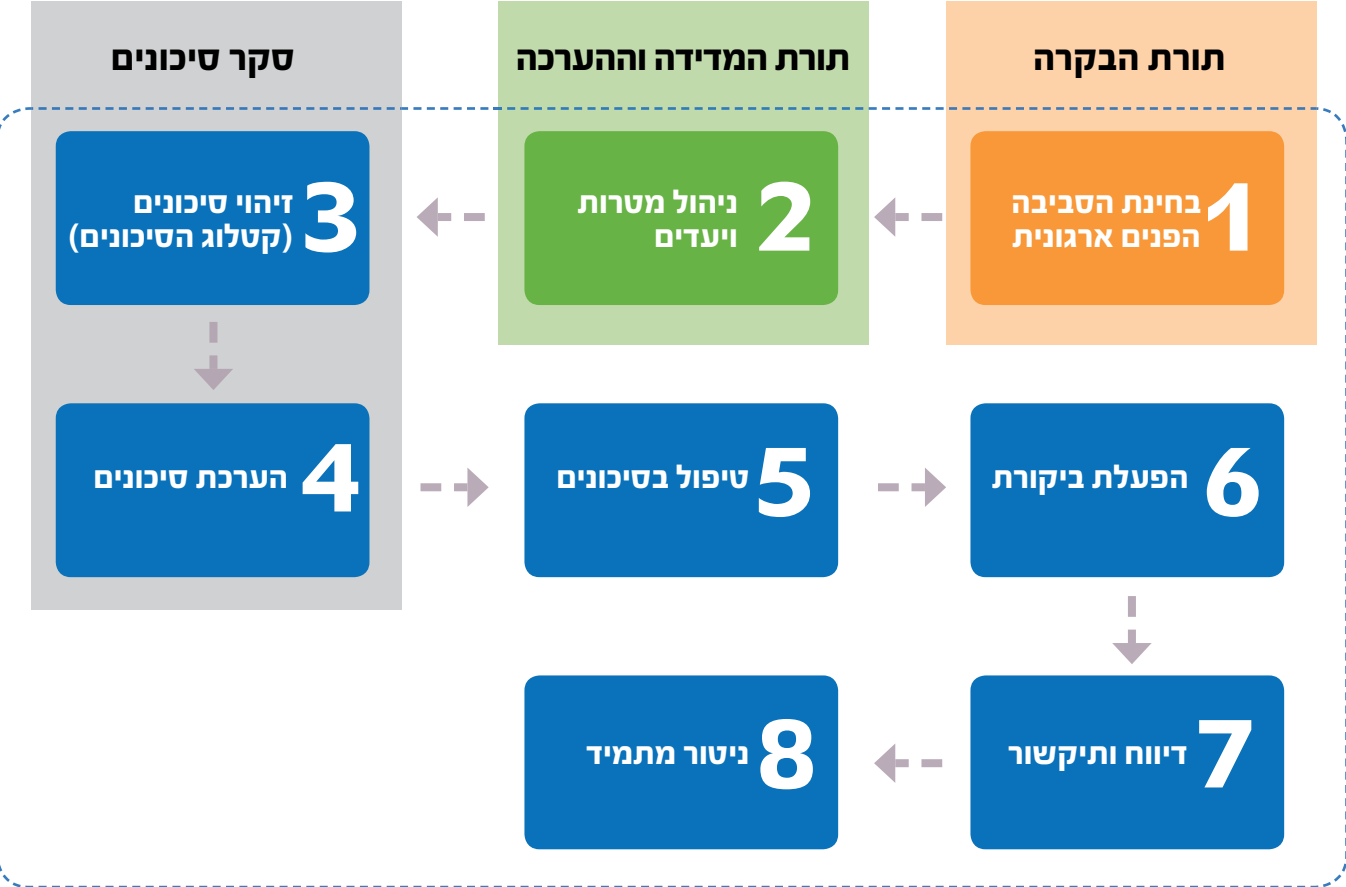 תורת הבקרה
תורת המדידה וההערכה
סקר סיכונים
1
בחינת הסביבה
הפנים ארגונית
2
ניהול מטרות
ויעדים
3
זיהוי סיכונים
(קטלוג הסיכונים)
4
הערכת סיכונים
5
טיפול בסיכונים
6
הפעלת ביקורת
7
דיווח ותיקשור
8
ניטור מתמיד